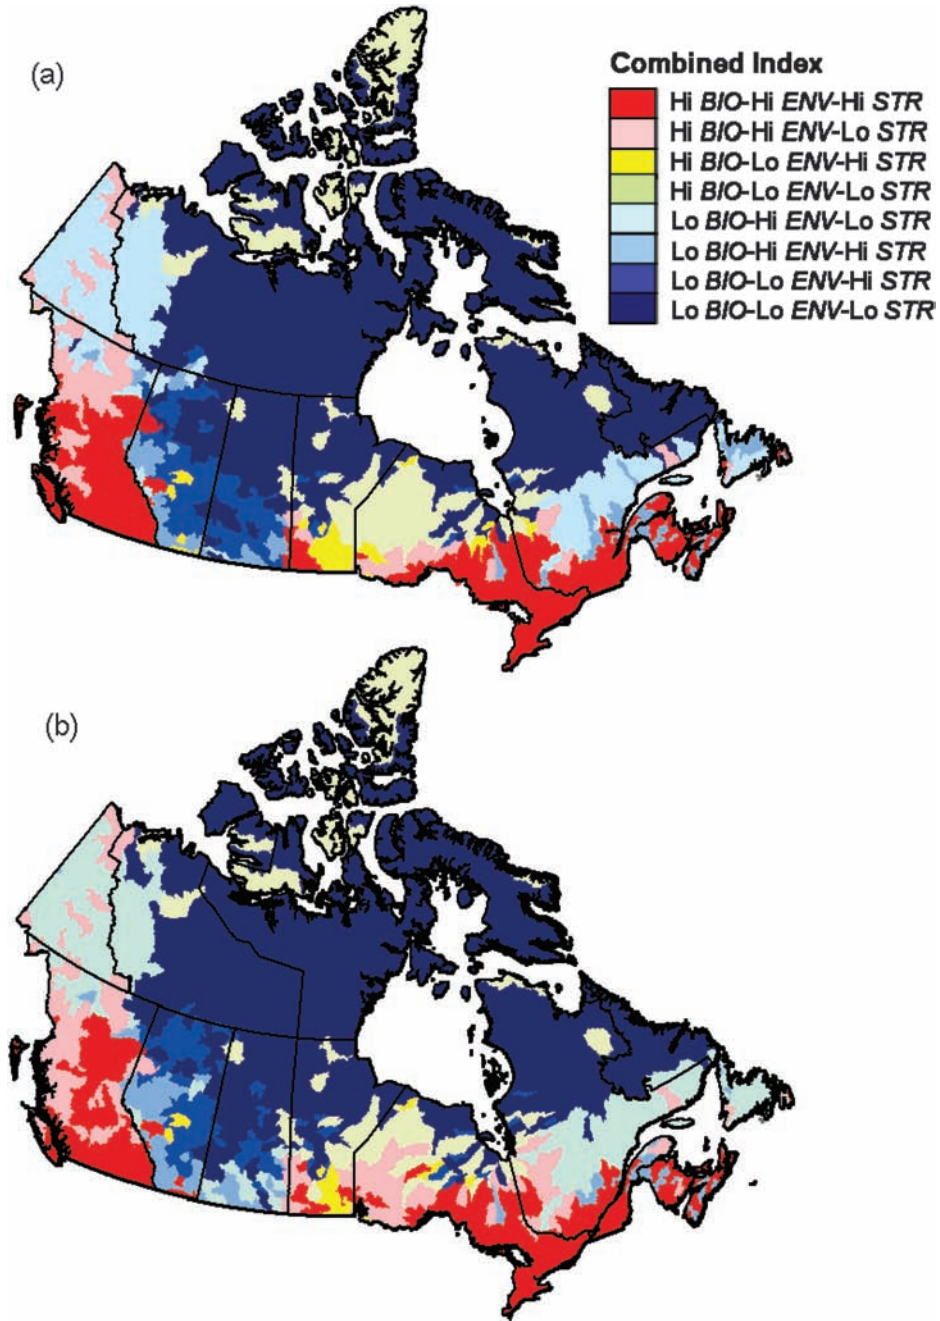 (a)
Combined Index
Hi BIO-Hi ENV-Hi STR
Hi BIO-Hi ENV-Lo STR
Hi BIO-Lo ENV-Hi STR
Hi BIO-Lo ENV-Lo STR
Lo BIO-Hi ENV-Lo STR
Lo BIO-Hi ENV-Hi STR
Lo BIO-Lo ENV-Hi STR
Lo BIO-Lo ENV-Lo STR
(b)